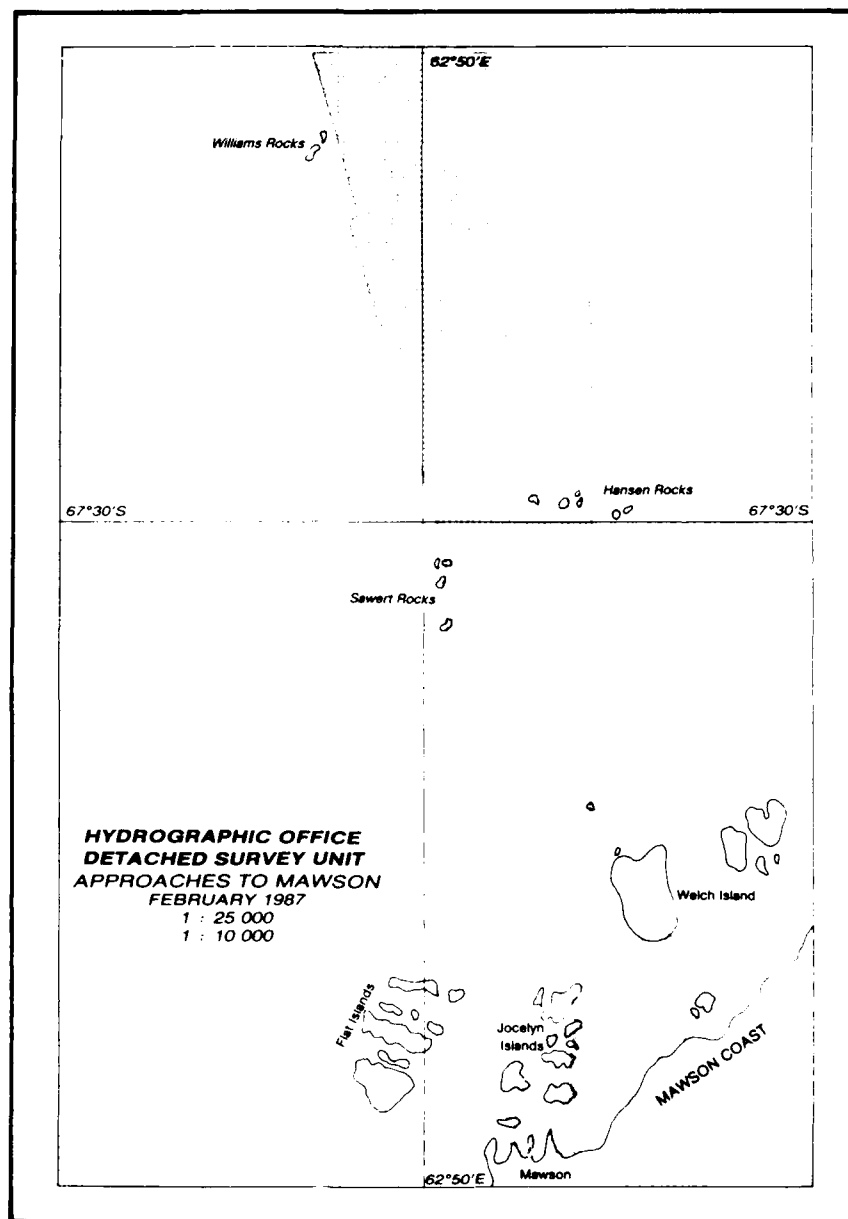 62°50'E
Williams Rocks
Hansen Rocks
67°30'S
67°30'S
Sawert Rocks
HYDROGRAPHIC OFFICE
DETACHED SURVEY UNIT
APPROACHES TO MAWSON
FEBRUARY 1987
1 : 25 000
1 : 10 000
Welch Island
Flat Islands
Jocelyn
Islands
MAWSON COAST
62°50'E
Mawson